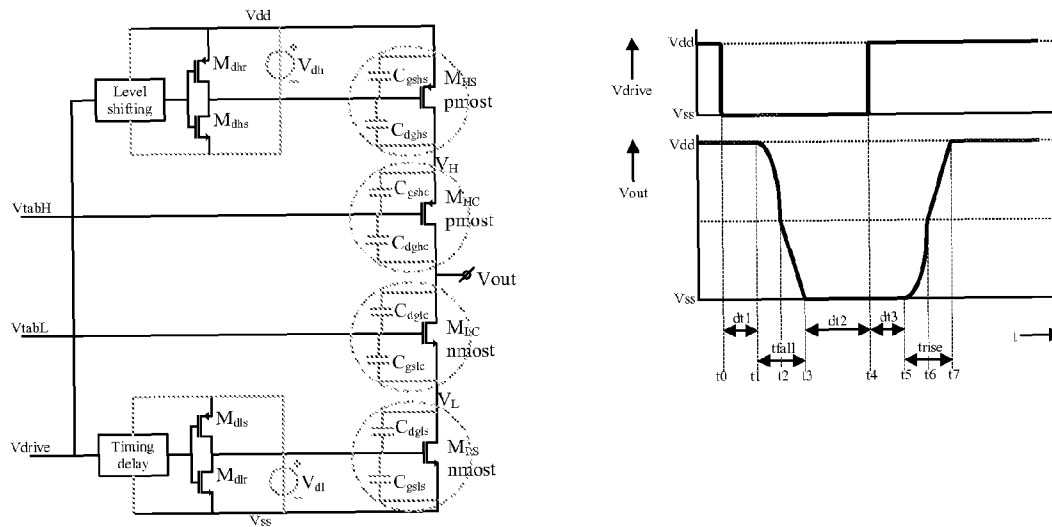 Vdd
Level
shifting
Mdhr
Mdhs
Vdh
Cgshs
Cdghs
MHS
pmost
VH
VtabH
Cgshc
Cdghc
MHC
pmost
Vout
VtabL
Cdglc
Cgslc
MLC
nmost
VL
Vdrive
Timing
delay
Mdls
Mdlr
Vdl
Cdgls
Cgsls
nmost
Vss
Vdd
Vdrive
Vss
Vdd
Vout
Vss
dt1
dt2
dt3
t
tfall
trise
t0
t1
t2
t3
t4
t5
t6
t7